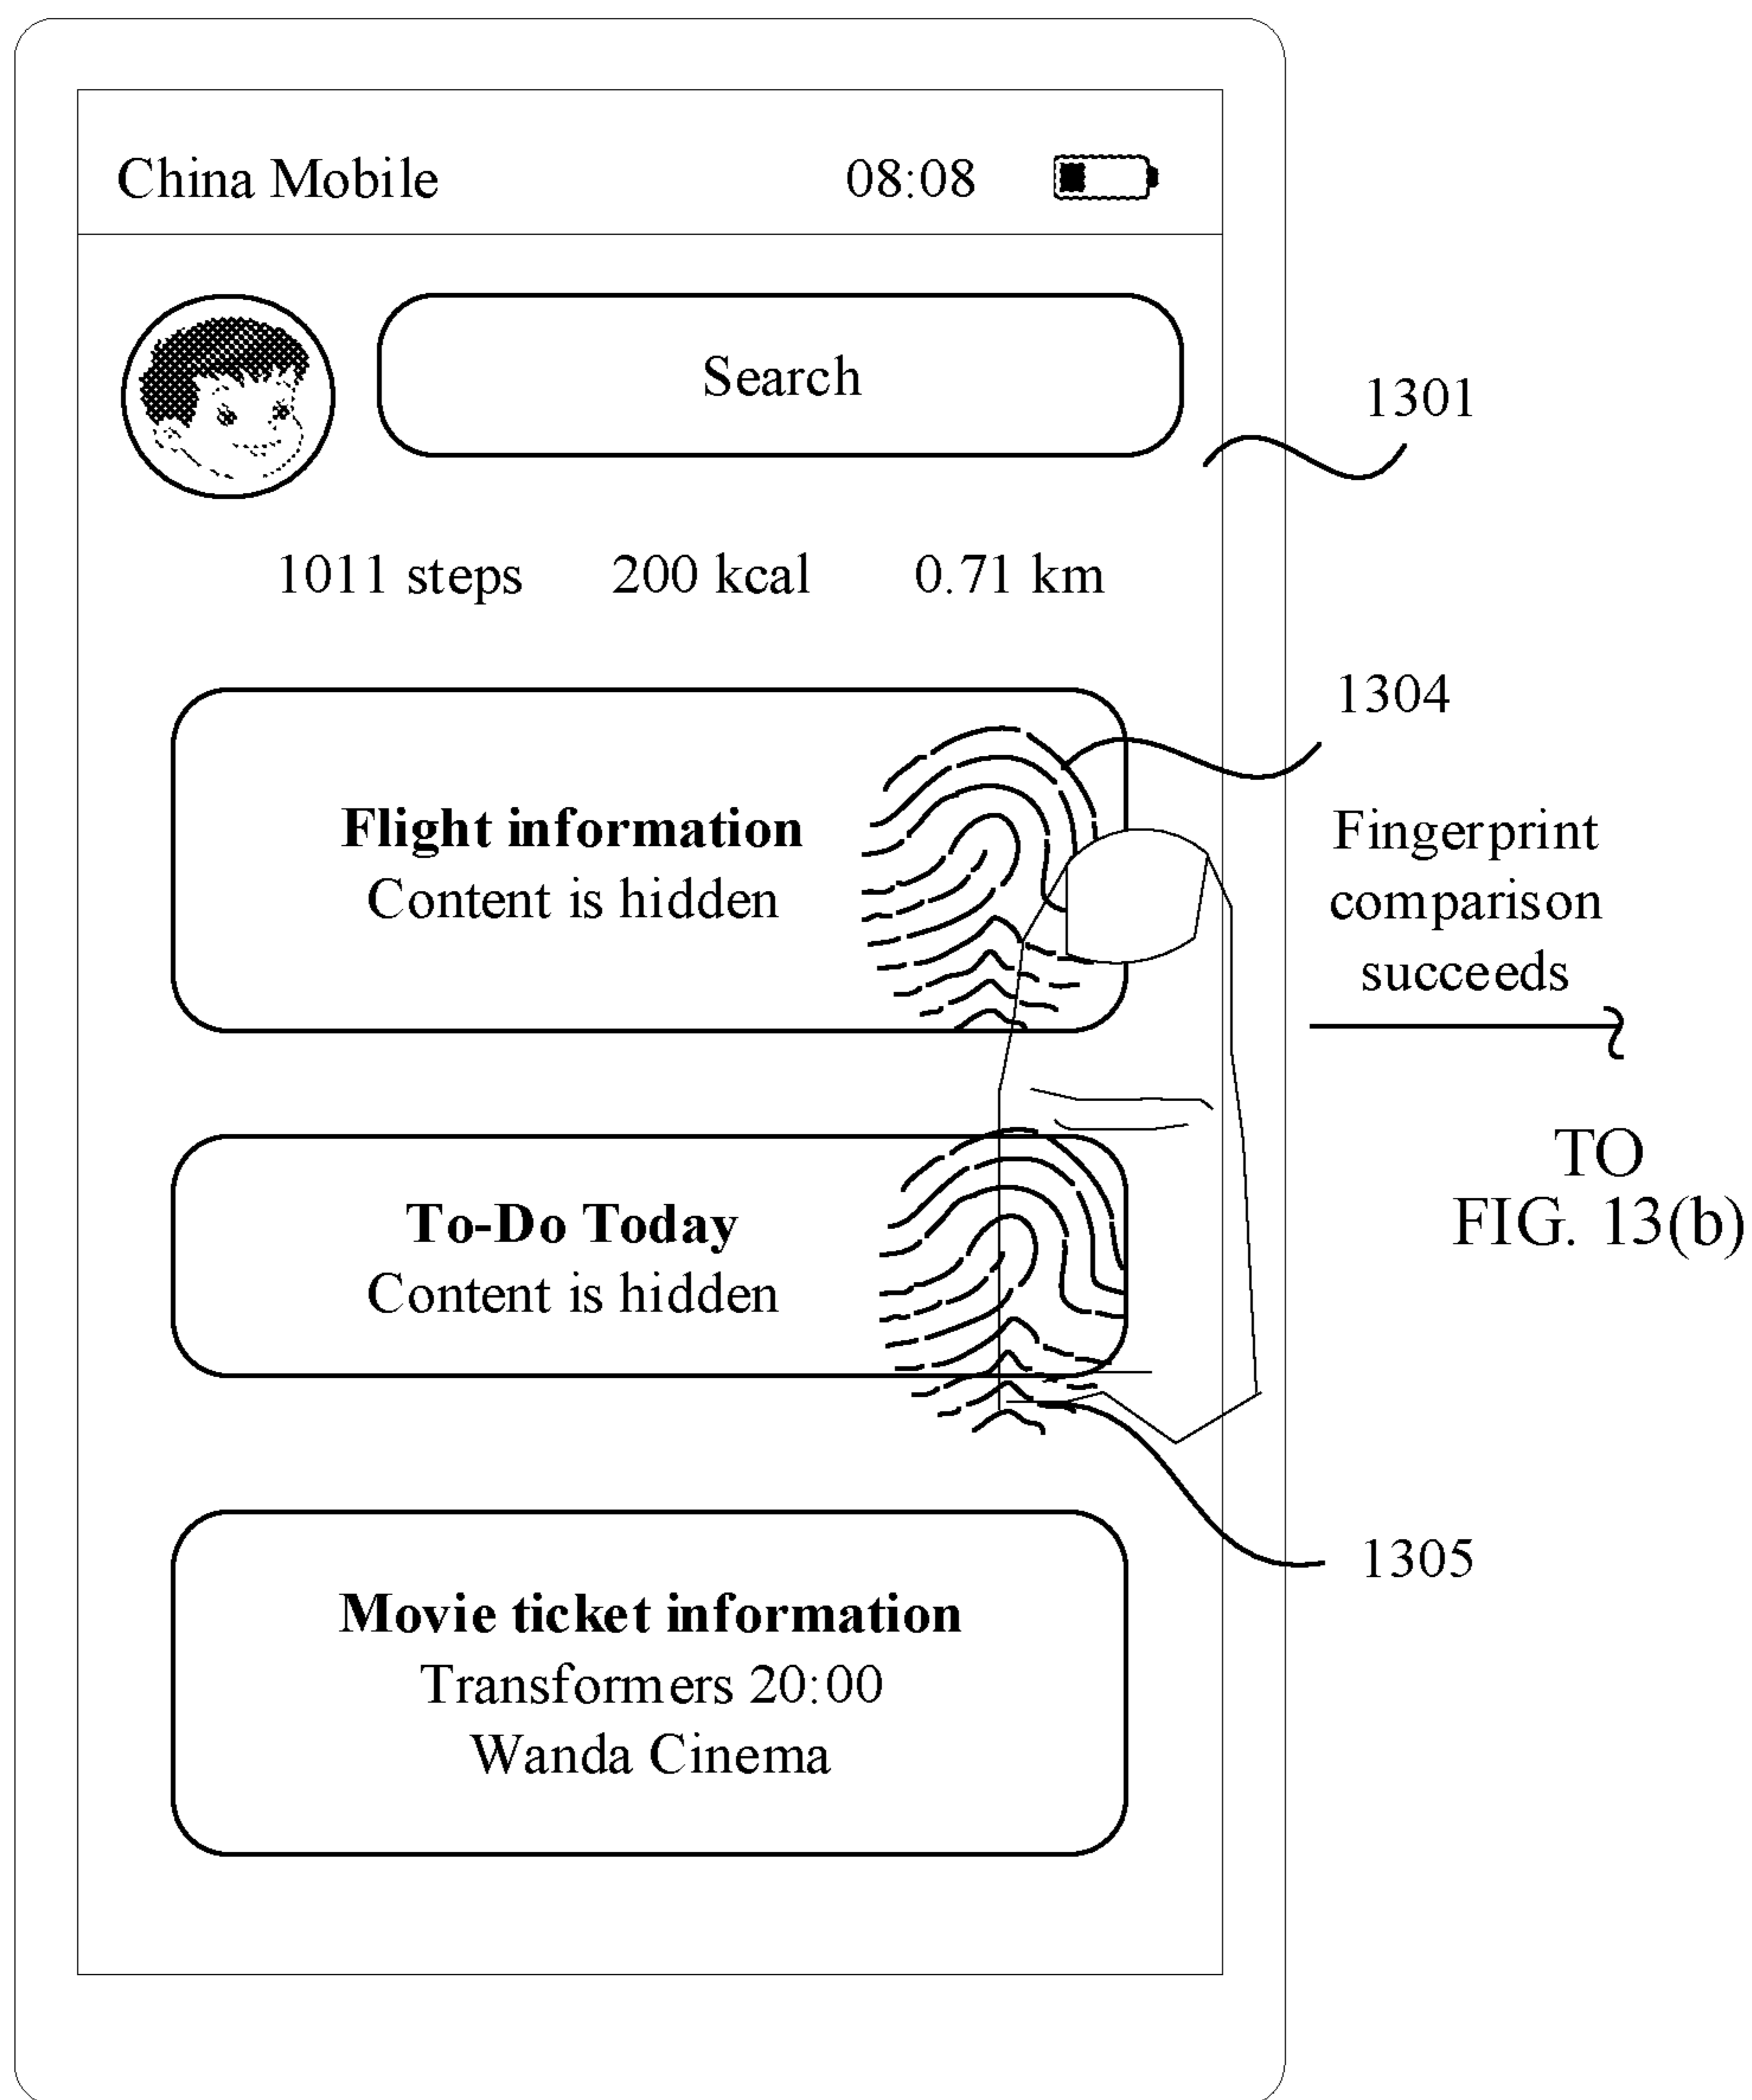 China Mobile 08:08
Search
1301
1011 steps 200 kcal 0.71 km
1304
Flight information
Content is hidden
Fingerprint
comparison
succeeds
TO
FIG. 13(b)
To-Do Today
Content is hidden
1305
Movie ticket information
Transformers 20:00
Wanda Cinema